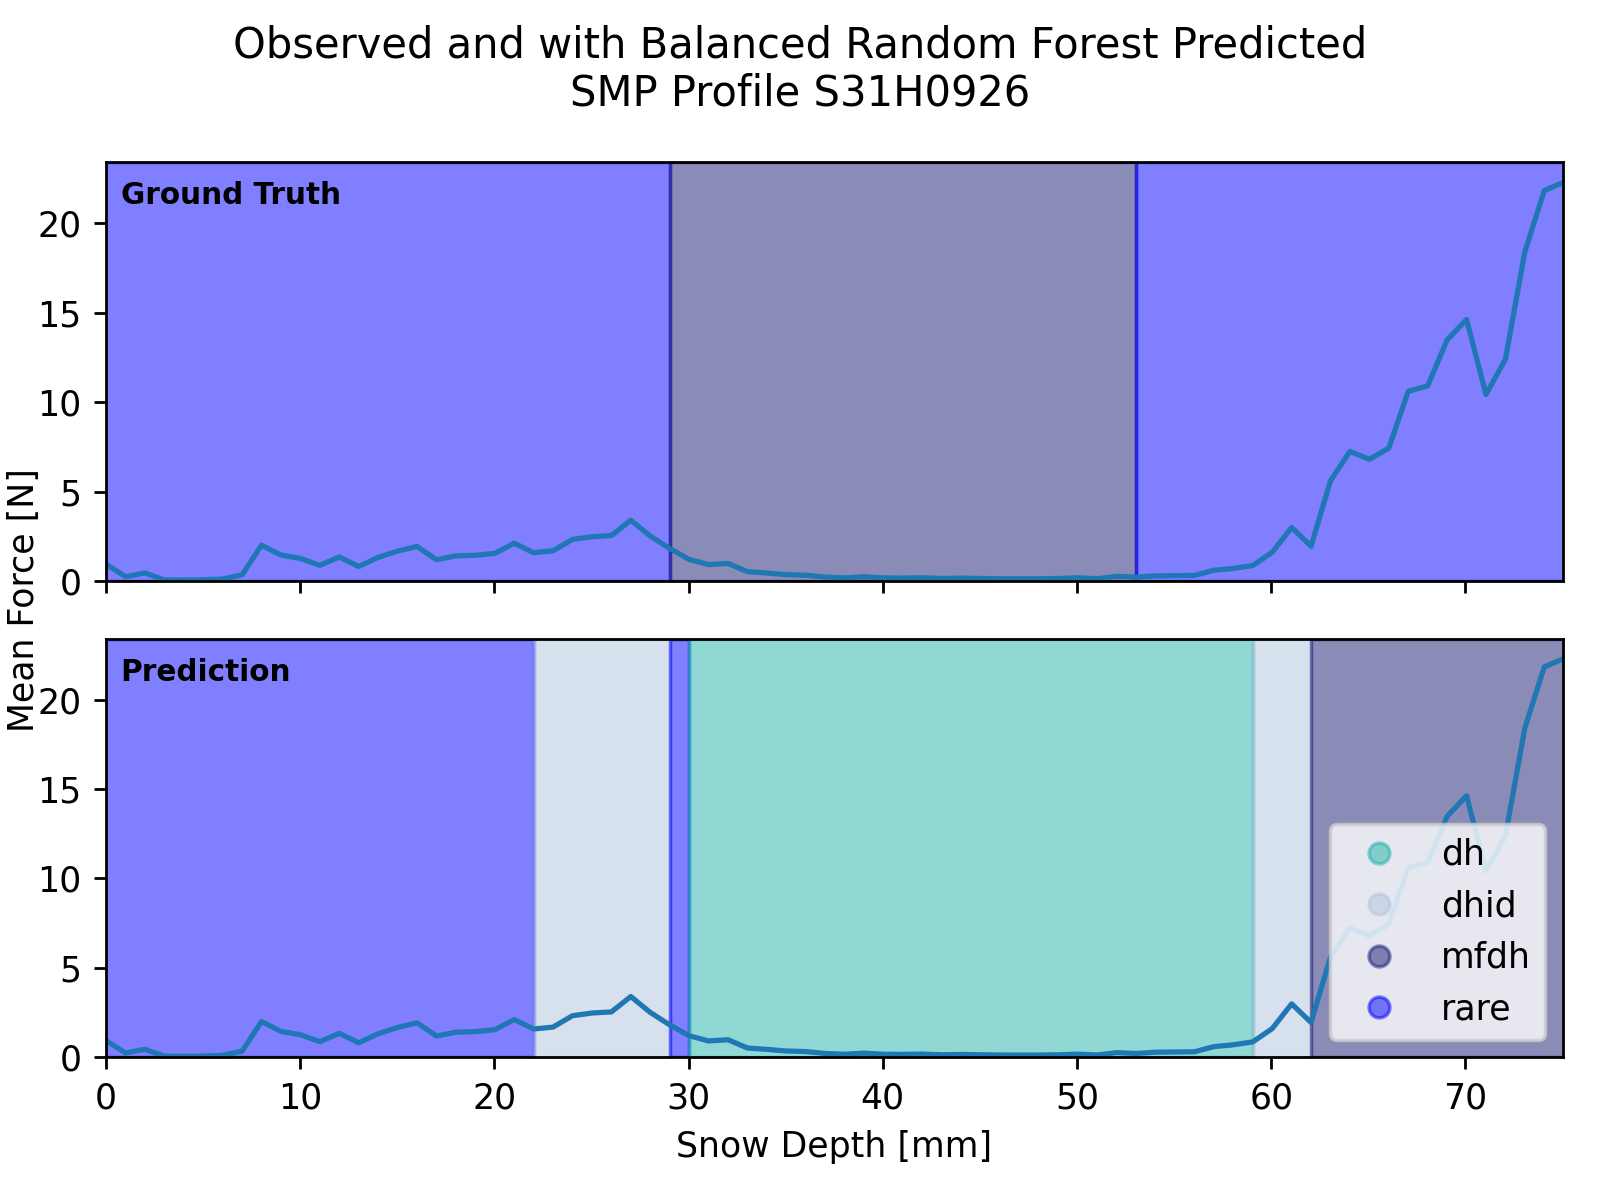 Observed and with Balanced Random Forest Predicted
SMP Profile S31H0926
Ground Truth
20
15
10
5
0
Mean Force [N]
Prediction
20
15
10
5
0
dh
dhid
mfdh
rare
0 10 20 30 40 50 60 70
Snow Depth [mm]